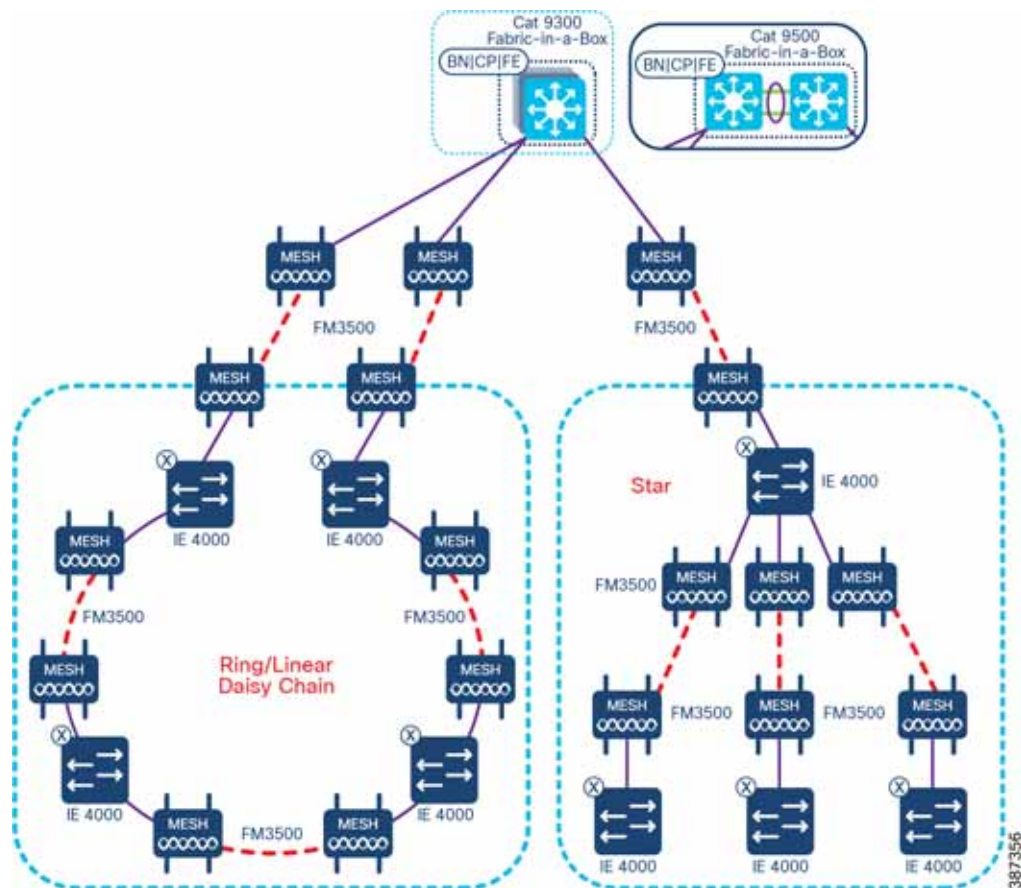 Cat 9300
Fabric-in-a-Box
BN|CP|FE
Cat 9500
Fabric-in-a-Box
BN|CP|FE
MESH
MESH
MESH
FM3500
FM3500
MESH
MESH
MESH
X
X
X
Star
IE 4000
IE 4000
IE 4000
MESH
MESH
FM3500
MESH
MESH
MESH
FM3500
FM3500
Ring/Linear
Daisy Chain
MESH
MESH
MESH
FM3500
MESH
FM3500
MESH
X
X
IE 4000
IE 4000
MESH
FM3500
MESH
X
X
X
IE 4000
IE 4000
IE 4000
387356